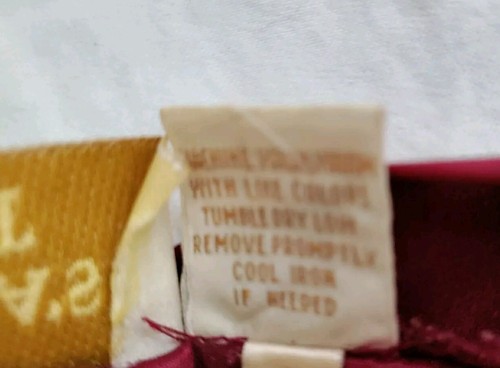 MACHINE WASH WARM
WITH LIKE COLORS
TUMBLE DRY LOW
REMOVE PROMPTLY
COOL IRON
IF NEEDED